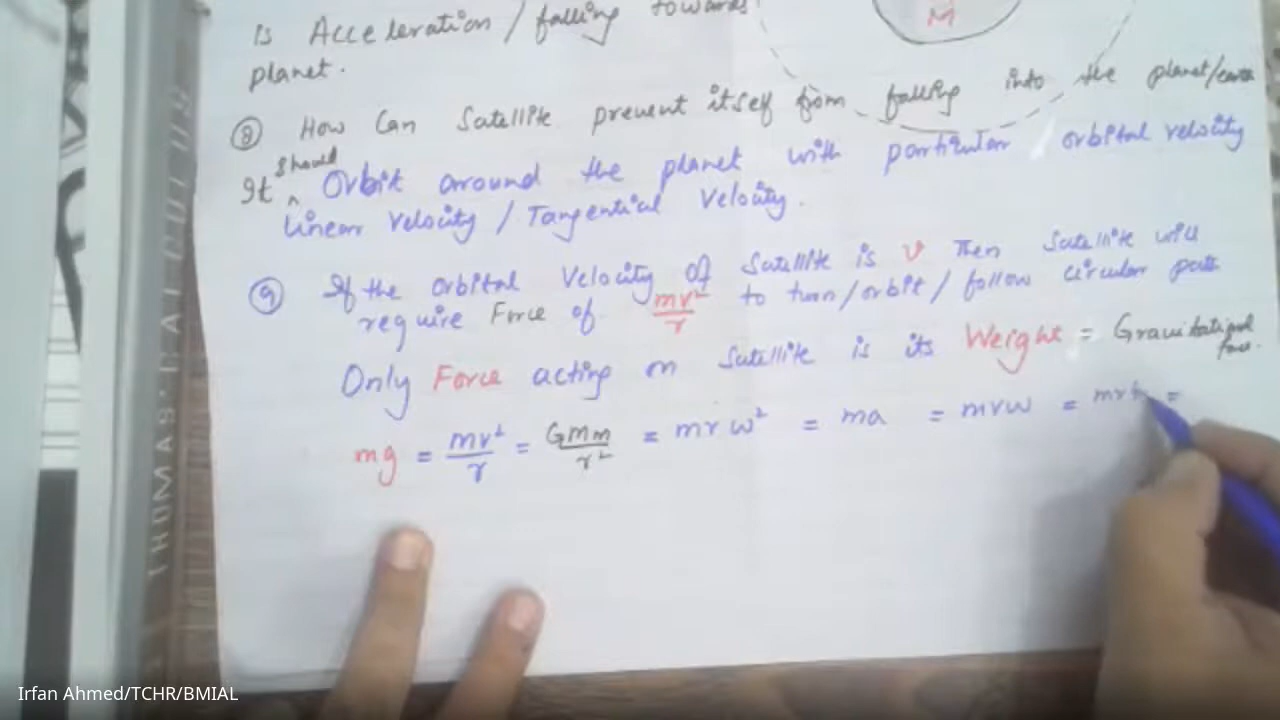 is Acceleration / falling towards
planet.
M
⑧ How Can Satellite prevent itself from falling into the planet/earth
should
It ^ Orbit around the planet with particular orbital velocity
linear velocity / Tangential Velocity.
⑨ If the orbital Velocity of Satellite is v Then Satellite will
require Force of mv²/r to turn/orbit/follow circular path
Only Force acting on Satellite is its Weight = Gravitational force.
mg = mv²/r = GMm/r² = mrω² = ma = mvω =
THOMAS' CALCULUS
Irfan Ahmed/TCHR/BMIAL